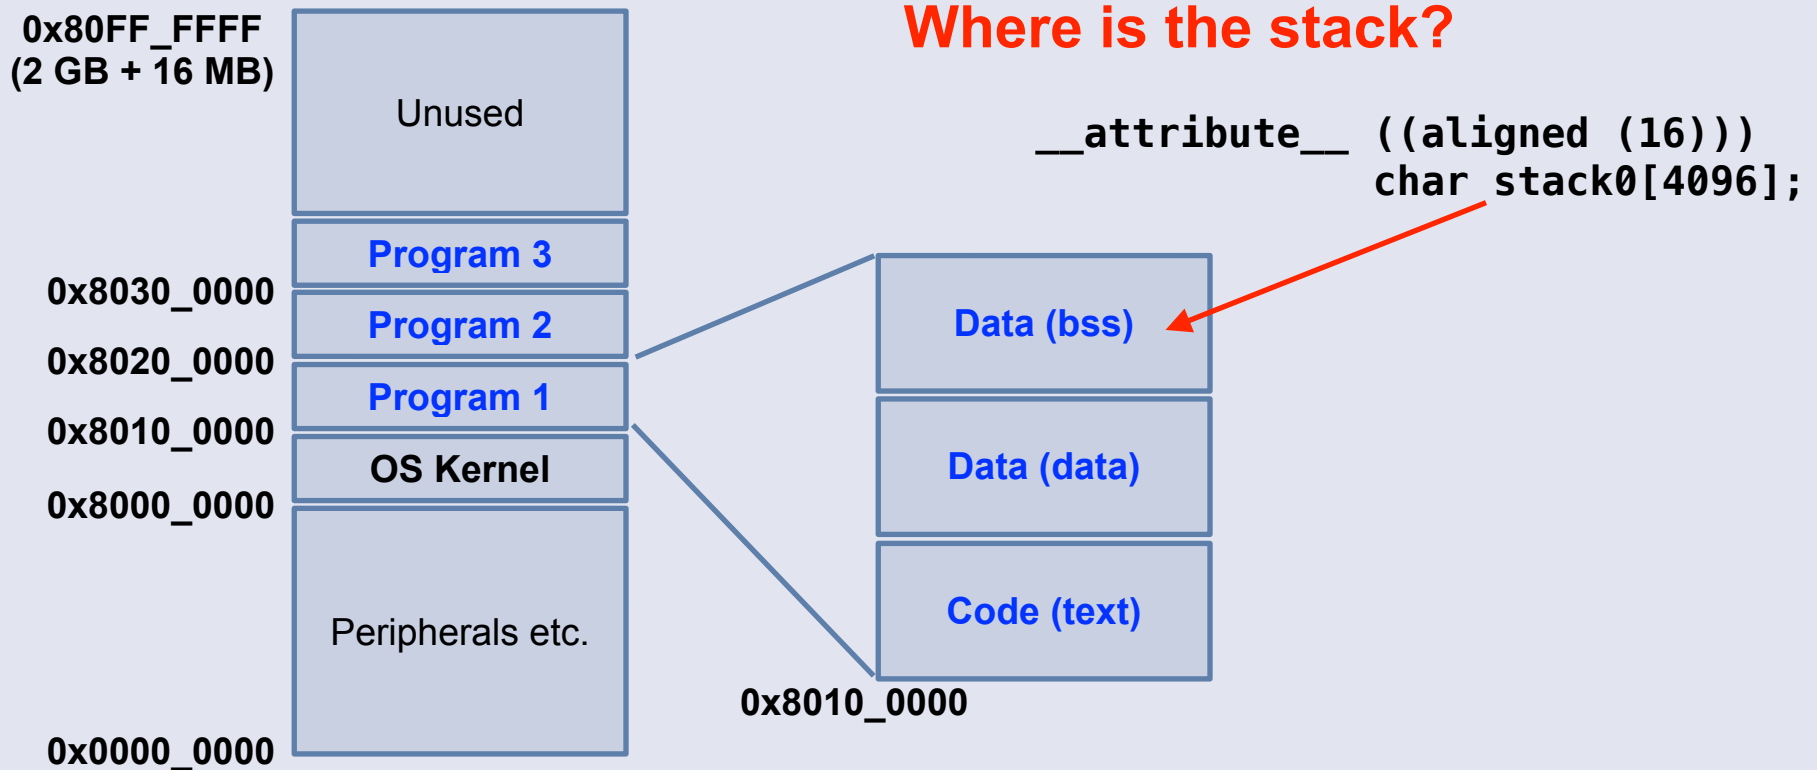 Where is the stack?
0x80FF_FFFF
(2 GB + 16 MB)
Unused
Program 3
0x8030_0000
Program 2
0x8020_0000
Program 1
0x8010_0000
OS Kernel
0x8000_0000
Peripherals etc.
0x0000_0000
__attribute__ ((aligned (16)))
char stack0[4096];
Data (bss)
Data (data)
Code (text)
0x8010_0000